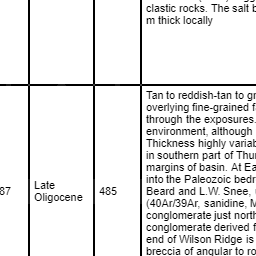 clastic rocks. The salt b
m thick locally
Tan to reddish-tan to gr
overlying fine-grained f
through the exposures.
environment, although
Thickness highly variab
in southern part of Thur
margins of basin. At Ea
into the Paleozoic bedr
87
Late
Oligocene
485
Beard and L.W. Snee, 
(40Ar/39Ar, sanidine, M
conglomerate just north
conglomerate derived f
end of Wilson Ridge is
breccia of angular to ro